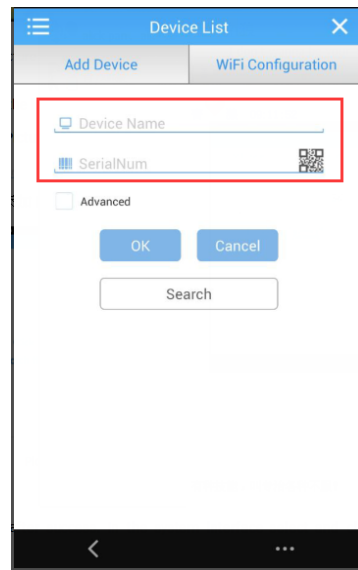 Device List
Add Device
WiFi Configuration
Device Name
SerialNum
Advanced
OK
Cancel
Search